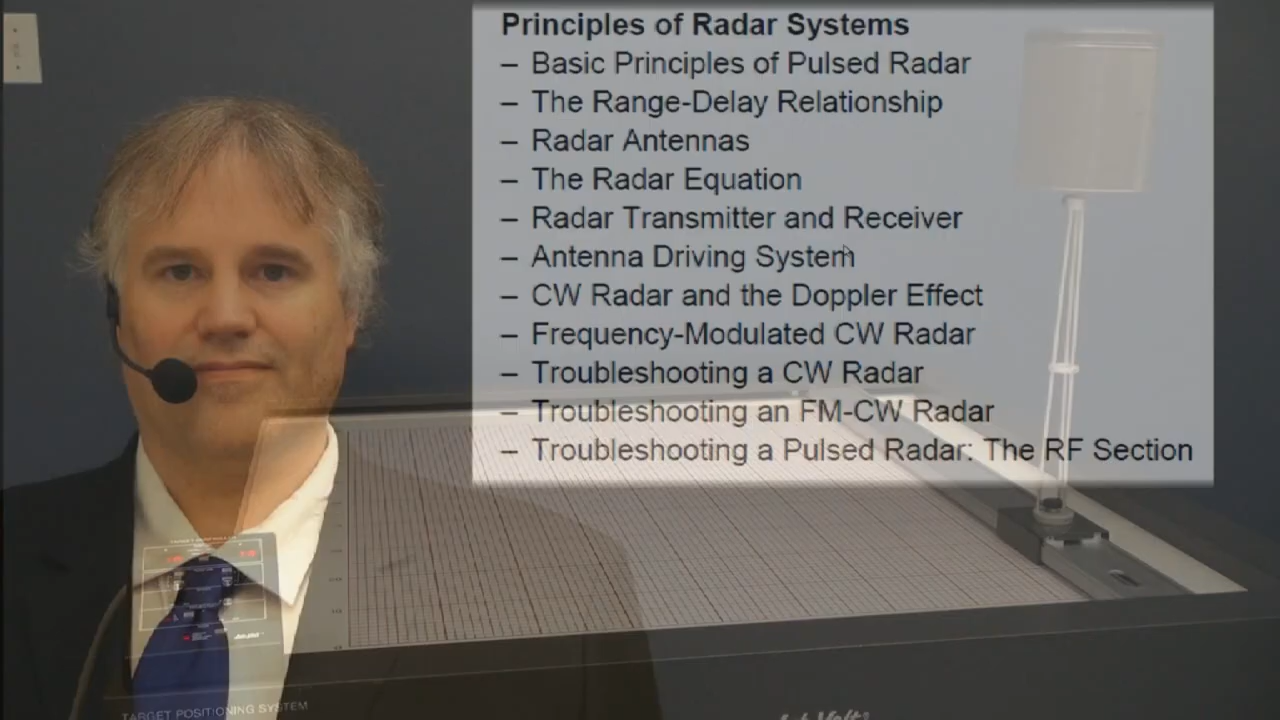 Principles of Radar Systems
– Basic Principles of Pulsed Radar
– The Range-Delay Relationship
– Radar Antennas
– The Radar Equation
– Radar Transmitter and Receiver
– Antenna Driving System
– CW Radar and the Doppler Effect
– Frequency-Modulated CW Radar
– Troubleshooting a CW Radar
– Troubleshooting an FM-CW Radar
– Troubleshooting a Pulsed Radar: The RF Section
TARGET CONTROLLER
TARGET POSITIONING SYSTEM